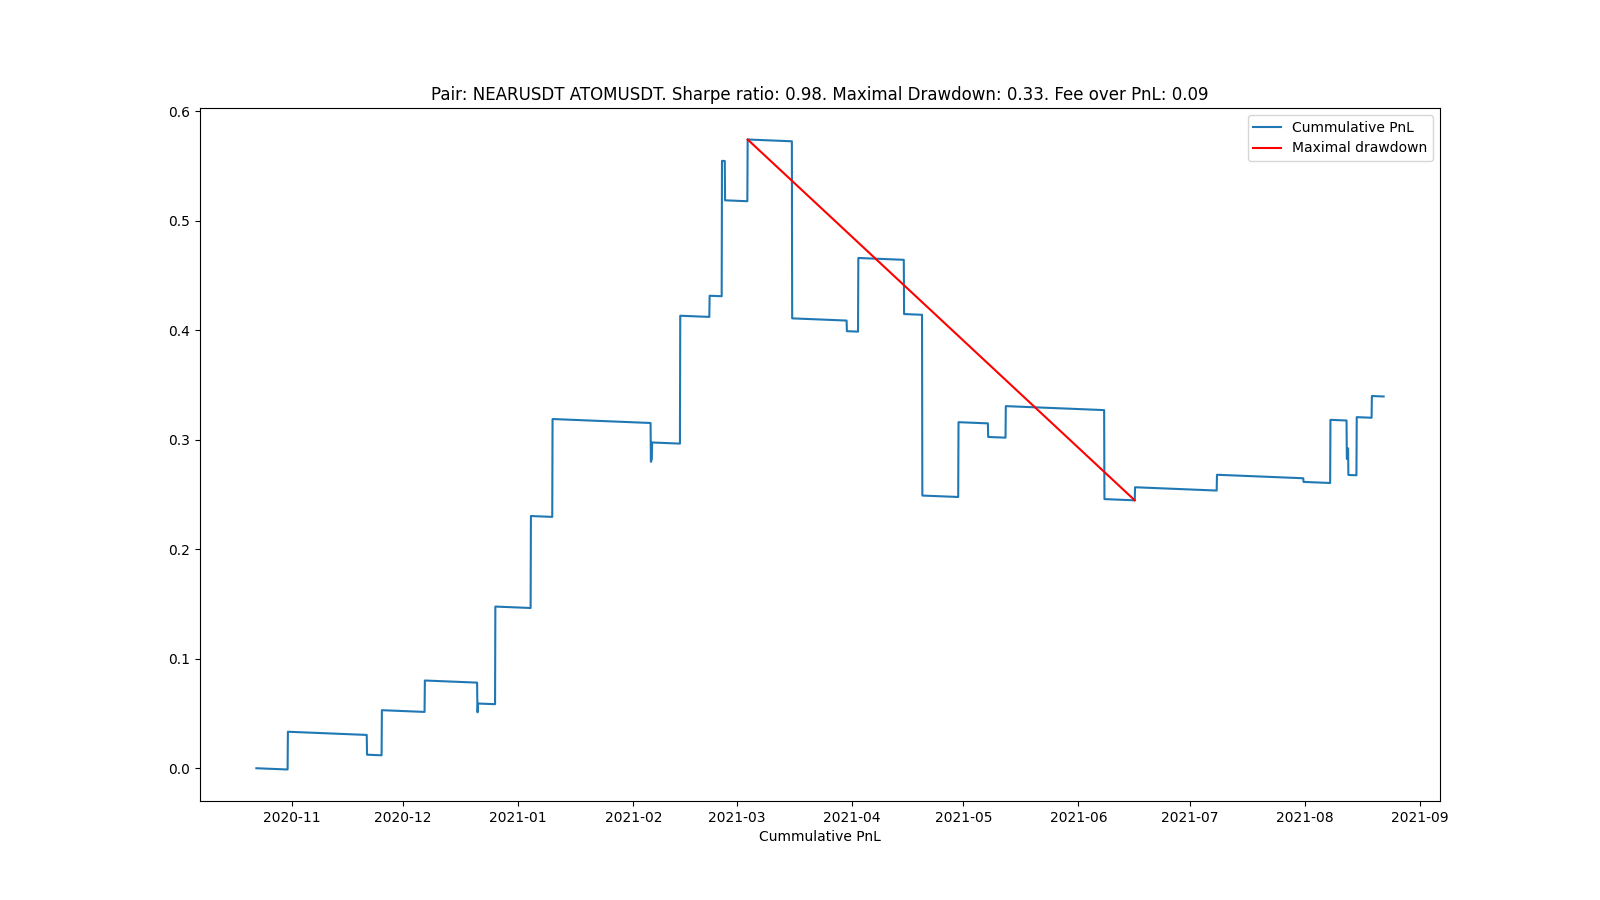 Pair: NEARUSDT ATOMUSDT. Sharpe ratio: 0.98. Maximal Drawdown: 0.33. Fee over PnL: 0.09
Cummulative PnL
Maximal drawdown
0.6
0.5
0.4
0.3
0.2
0.1
0.0
2020-11 2020-12 2021-01 2021-02 2021-03 2021-04 2021-05 2021-06 2021-07 2021-08 2021-09
Cummulative PnL